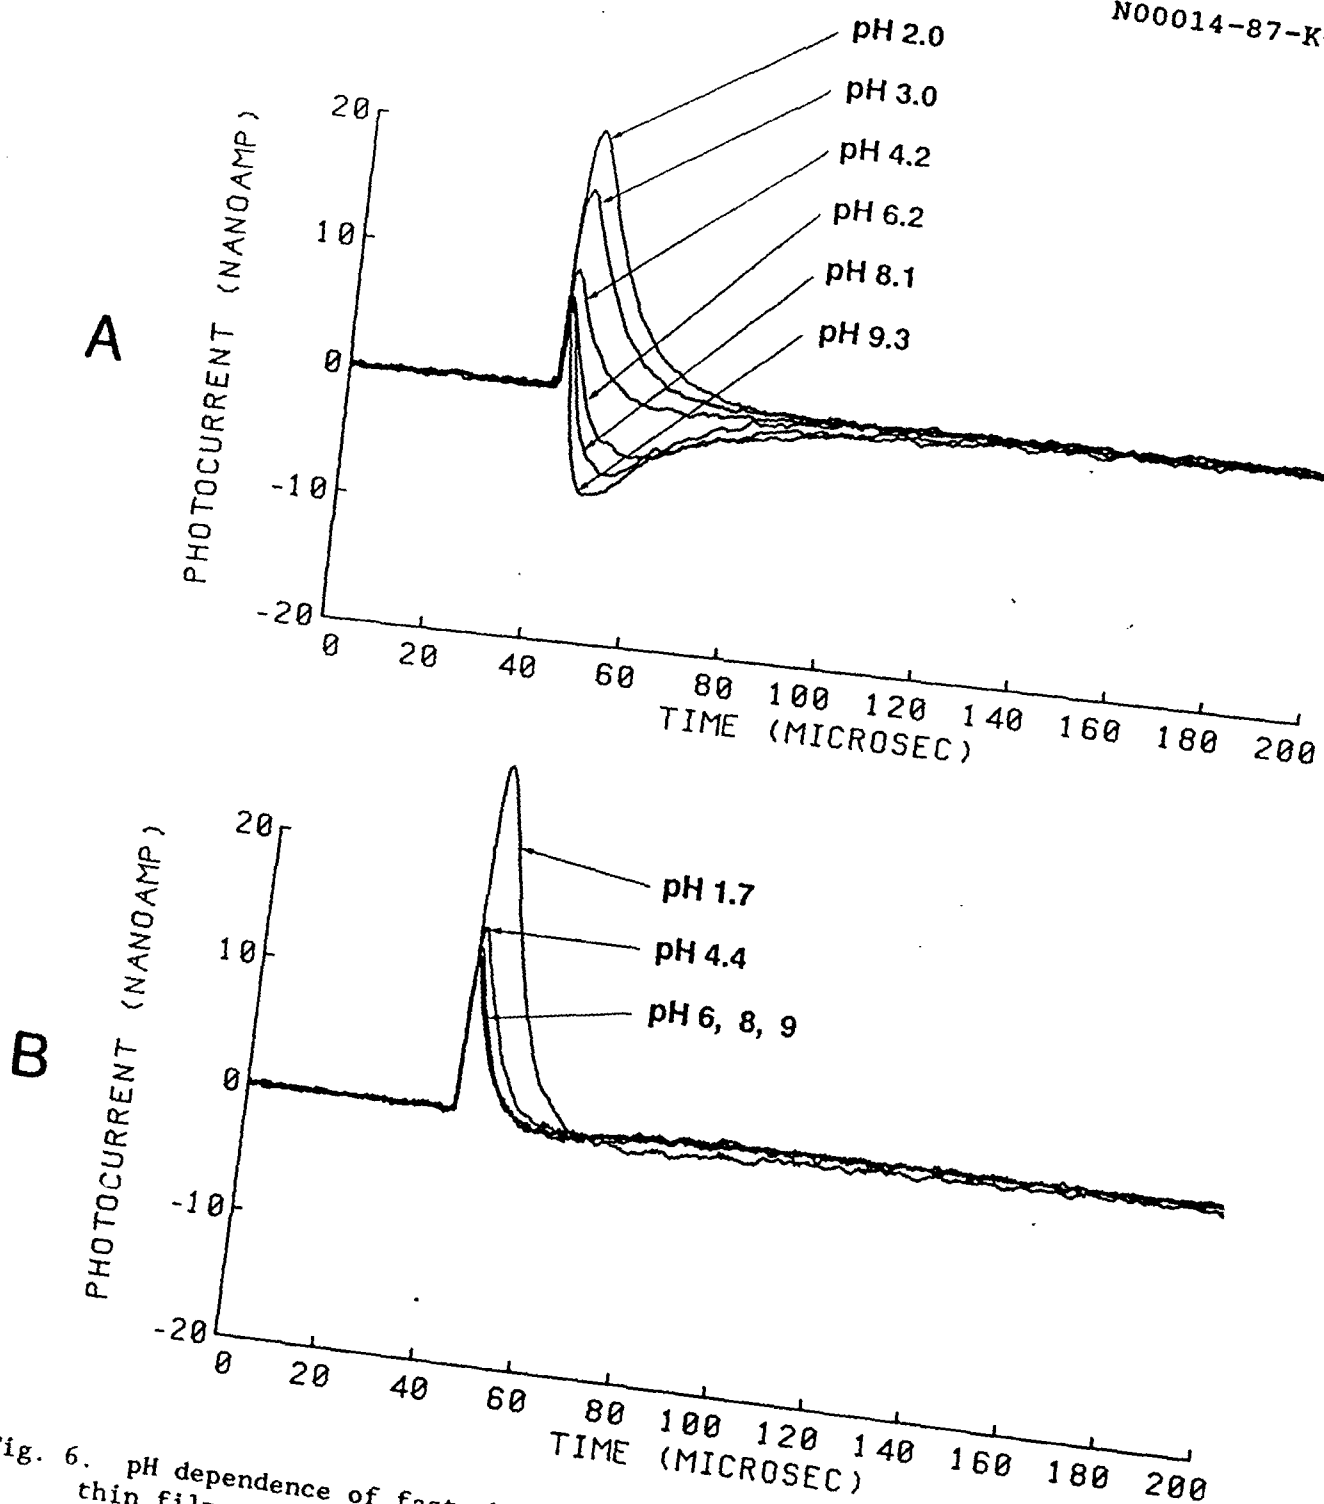 N00014-87-K
pH 2.0
pH 3.0
pH 4.2
pH 6.2
pH 8.1
pH 9.3
A
PHOTOCURRENT (NANOAMP)
20
10
0
-10
-20
0 20 40 60 80 100 120 140 160 180 200
TIME (MICROSEC)
pH 1.7
pH 4.4
pH 6, 8, 9
B
PHOTOCURRENT (NANOAMP)
20
10
0
-10
-20
0 20 40 60 80 100 120 140 160 180 200
TIME (MICROSEC)
Fig. 6. pH dependence of
thin